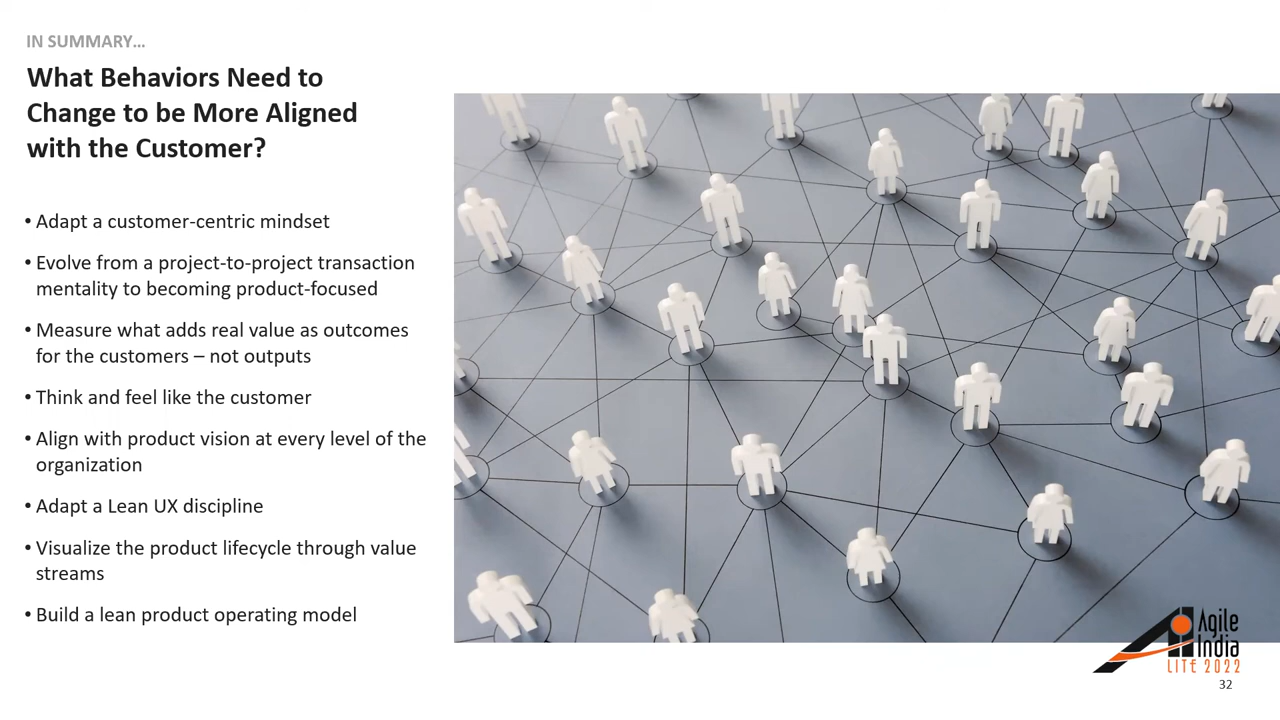 IN SUMMARY…
What Behaviors Need to
Change to be More Aligned
with the Customer?
• Adapt a customer-centric mindset
• Evolve from a project-to-project transaction
mentality to becoming product-focused
• Measure what adds real value as outcomes
for the customers – not outputs
• Think and feel like the customer
• Align with product vision at every level of the
organization
• Adapt a Lean UX discipline
• Visualize the product lifecycle through value
streams
• Build a lean product operating model
Agile
India
LITE 2022
32